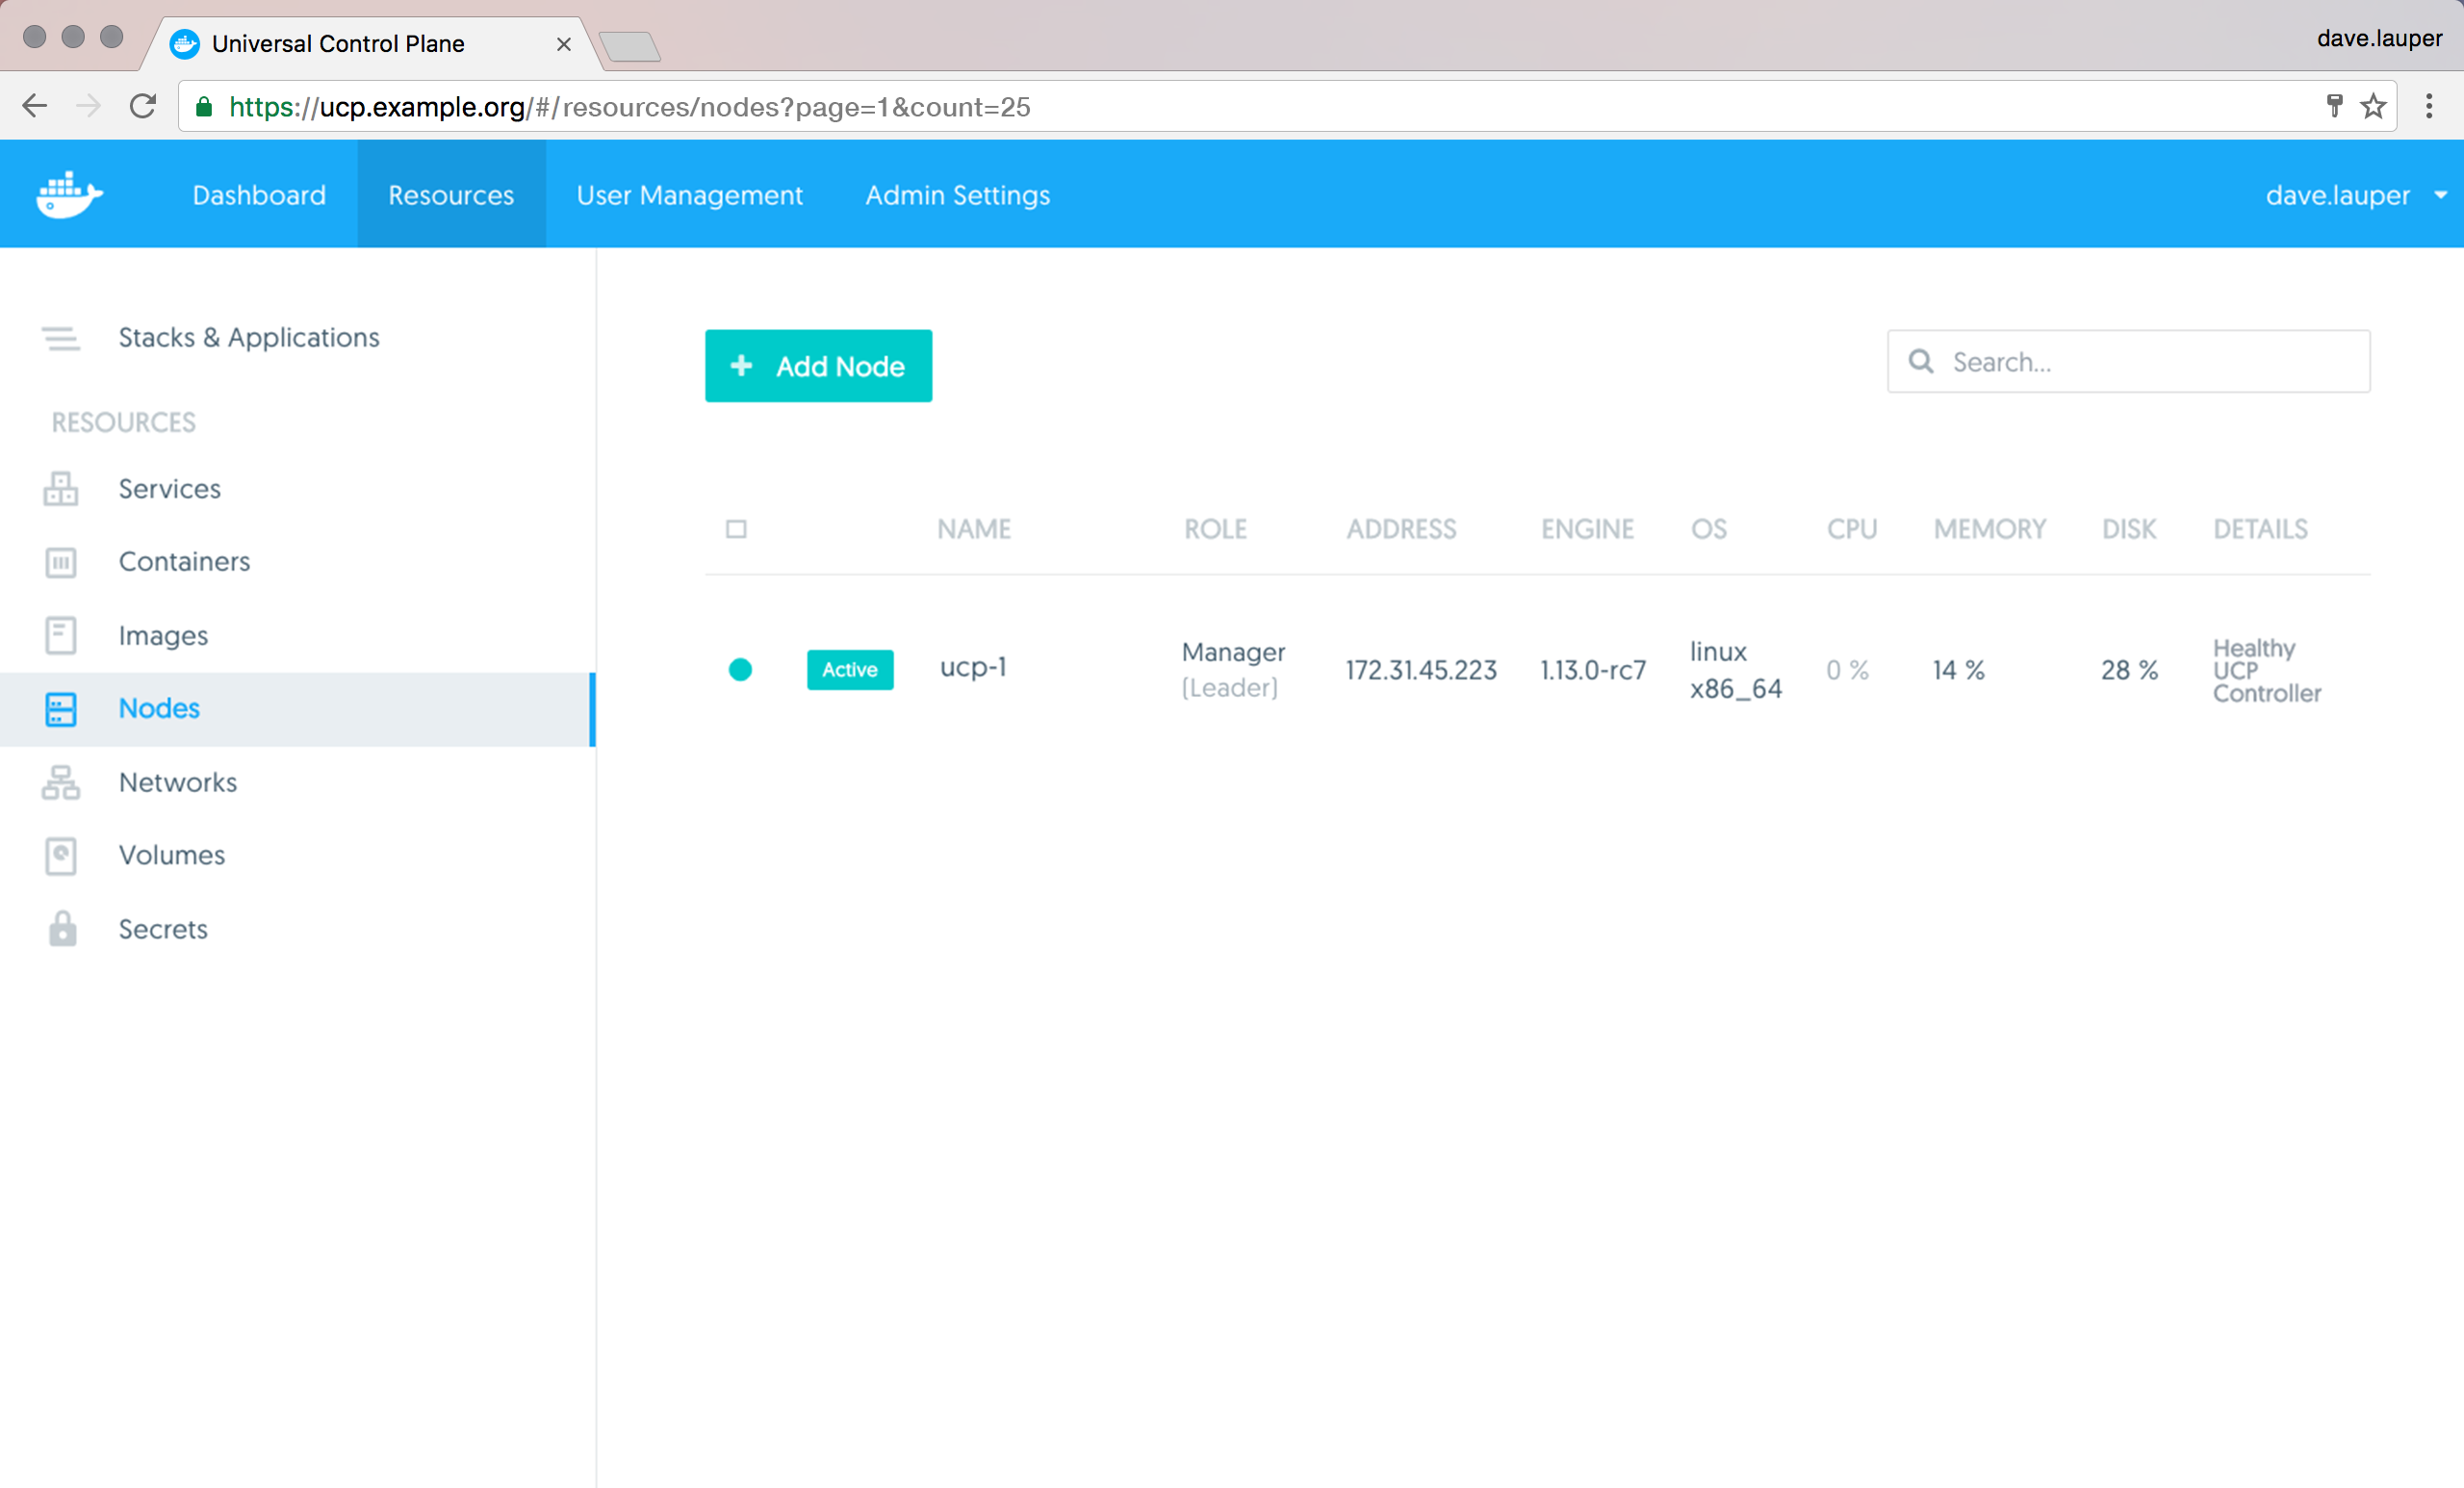 Universal Control Plane
dave.lauper
https://ucp.example.org/#/resources/nodes?page=1&count=25
Dashboard
Resources
User Management
Admin Settings
dave.lauper
Stacks & Applications
RESOURCES
Services
Containers
Images
Nodes
Networks
Volumes
Secrets
+ Add Node
Search...
NAME ROLE ADDRESS ENGINE OS CPU MEMORY DISK DETAILS
Active
ucp-1
Manager
(Leader)
172.31.45.223
1.13.0-rc7
linux
x86_64
0 %
14 %
28 %
Healthy
UCP
Controller